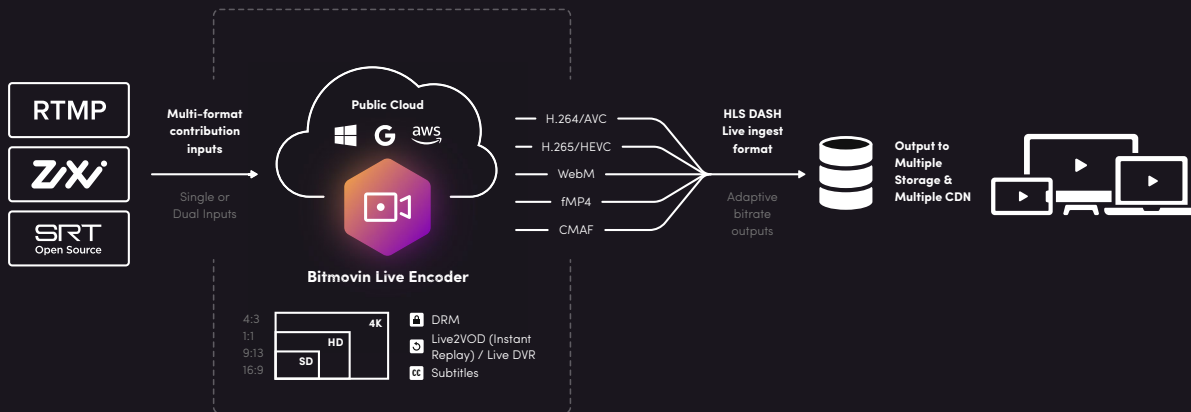 RTMP
ZiXi
SRT
Open Source
Multi-format
contribution
inputs
Single or
Dual Inputs
Public Cloud
G
aws
Bitmovin Live Encoder
4:3
1:1
9:13
16:9
4K
HD
SD
DRM
Live2VOD (Instant
Replay) / Live DVR
CC
Subtitles
H.264/AVC
H.265/HEVC
WebM
fMP4
CMAF
HLS DASH
Live ingest
format
Adaptive
bitrate
outputs
Output to
Multiple
Storage &
Multiple CDN